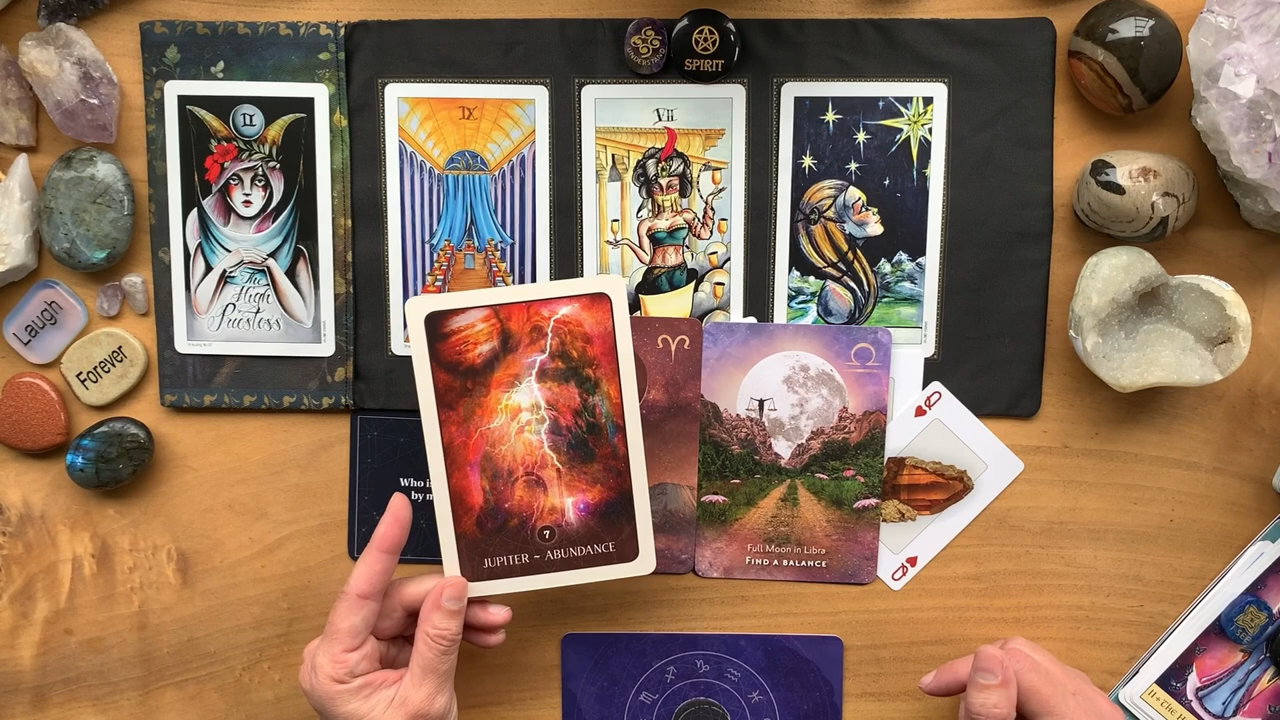 UNDERSTAND
SPIRIT
II
The
High
Priestess
IX
VII
Laugh
Forever
Who i
by m
7
JUPITER ~ ABUNDANCE
Full Moon in Libra
FIND A BALANCE
Q
Q